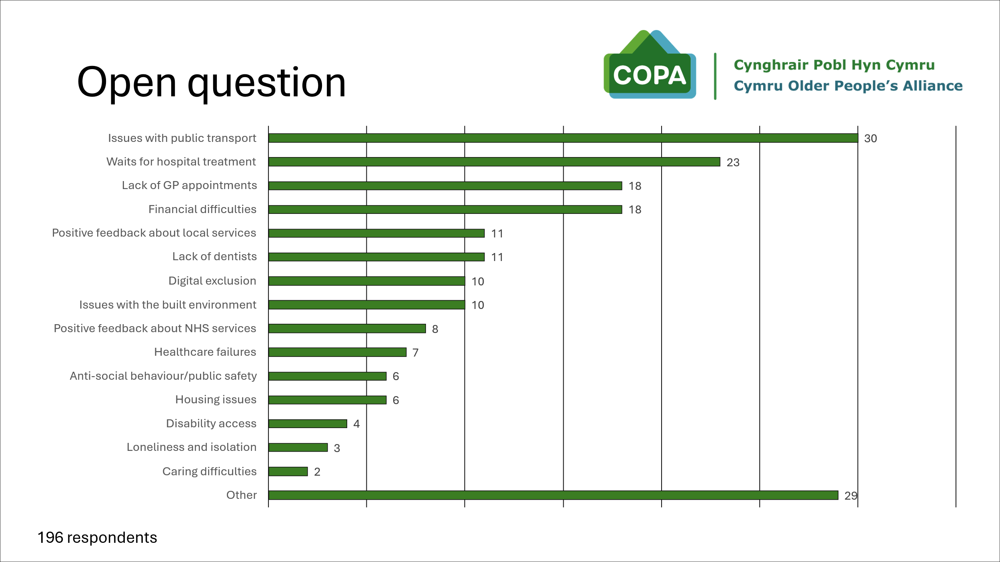 Open question
COPA
Cynghrair Pobl Hyn Cymru
Cymru Older People’s Alliance
Issues with public transport 30
Waits for hospital treatment 23
Lack of GP appointments 18
Financial difficulties 18
Positive feedback about local services 11
Lack of dentists 11
Digital exclusion 10
Issues with the built environment 10
Positive feedback about NHS services 8
Healthcare failures 7
Anti-social behaviour/public safety 6
Housing issues 6
Disability access 4
Loneliness and isolation 3
Caring difficulties 2
Other 29
196 respondents